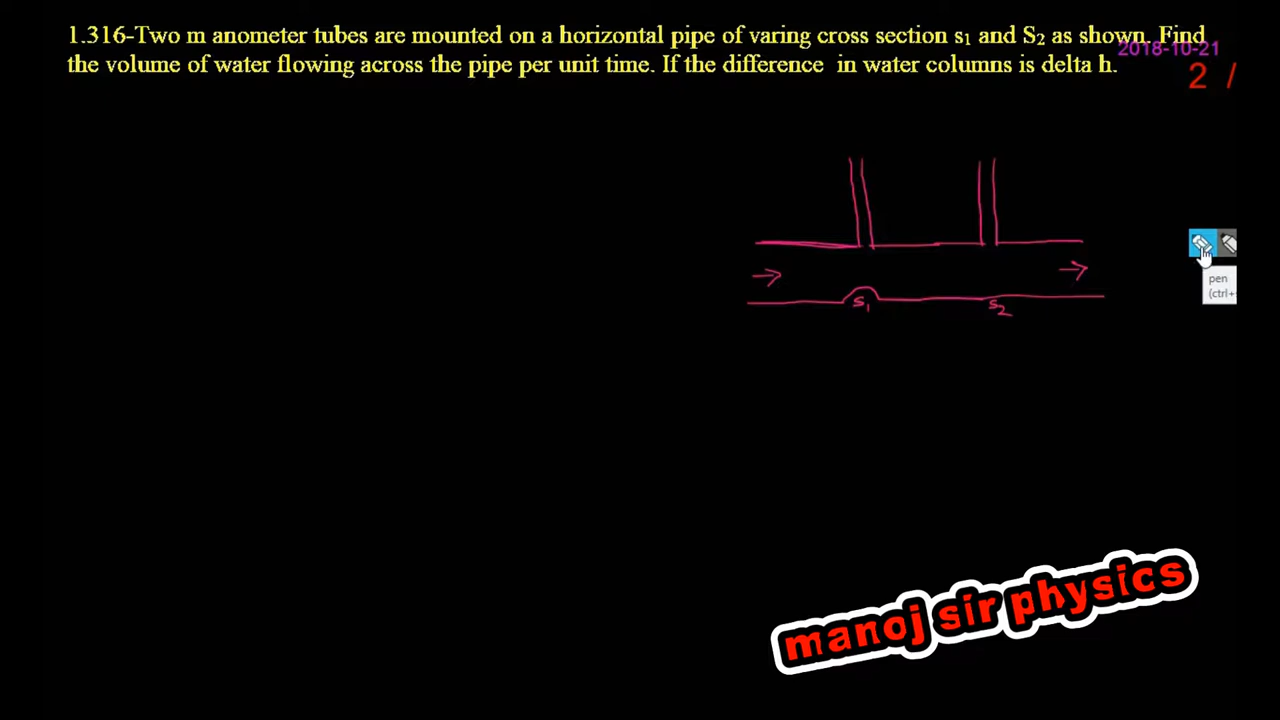 1.316-Two m anometer tubes are mounted on a horizontal pipe of varing cross section s₁ and S₂ as shown. Find
the volume of water flowing across the pipe per unit time. If the difference in water columns is delta h.
2018-10-21
2 /
pen
(ctrl+
s₁
s₂
manoj sir physics